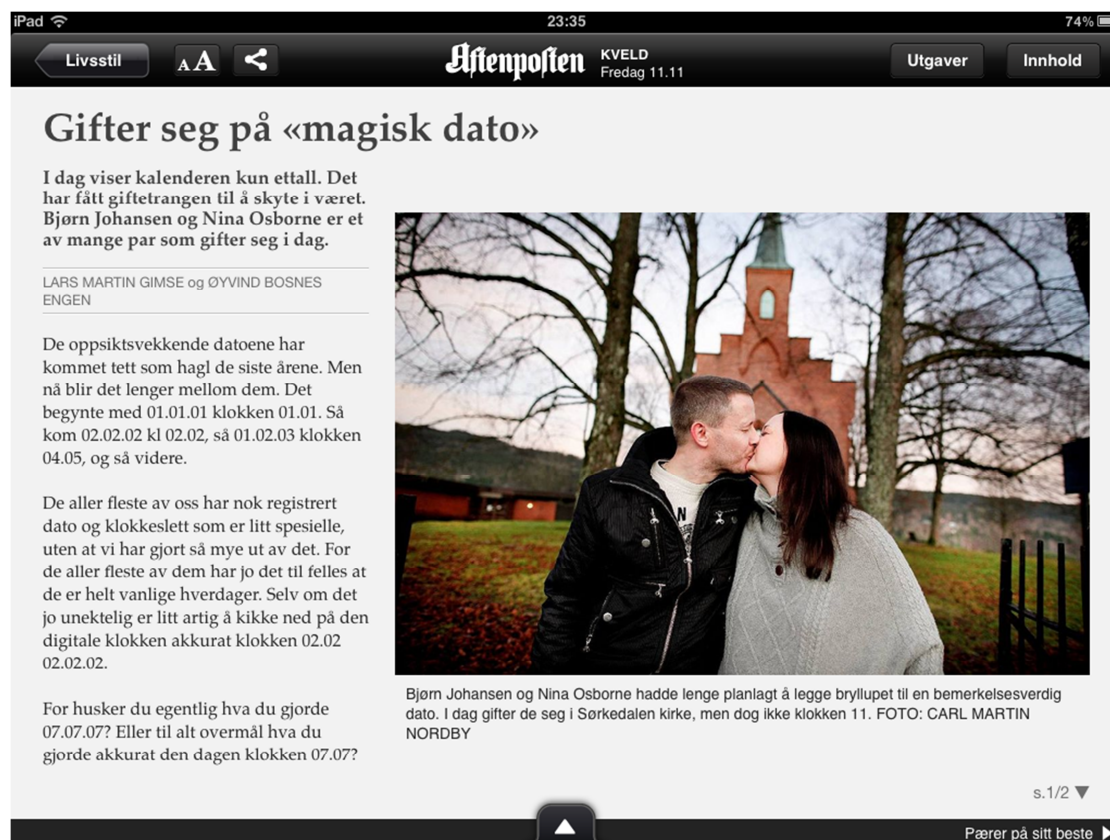 iPad
23:35
74%
Livsstil
AA
Aftenposten
KVELD
Fredag 11.11
Utgaver
Innhold
Gifter seg på «magisk dato»
I dag viser kalenderen kun ettall. Det
har fått giftetrangen til å skyte i været.
Bjørn Johansen og Nina Osborne er et
av mange par som gifter seg i dag.
LARS MARTIN GIMSE og ØYVIND BOSNES
ENGEN
De oppsiktsvekkende datoene har
kommet tett som hagl de siste årene. Men
nå blir det lenger mellom dem. Det
begynte med 01.01.01 klokken 01.01. Så
kom 02.02.02 kl 02.02, så 01.02.03 klokken
04.05, og så videre.
De aller fleste av oss har nok registrert
dato og klokkeslett som er litt spesielle,
uten at vi har gjort så mye ut av det. For
de aller fleste av dem har jo det til felles at
de er helt vanlige hverdager. Selv om det
jo unektelig er litt artig å kikke ned på den
digitale klokken akkurat klokken 02.02
02.02.02.
For husker du egentlig hva du gjorde
07.07.07? Eller til alt overmål hva du
gjorde akkurat den dagen klokken 07.07?
Bjørn Johansen og Nina Osborne hadde lenge planlagt å legge bryllupet til en bemerkelsesverdig
dato. I dag gifter de seg i Sørkedalen kirke, men dog ikke klokken 11. FOTO: CARL MARTIN
NORDBY
s.1/2
Pærer på sitt beste